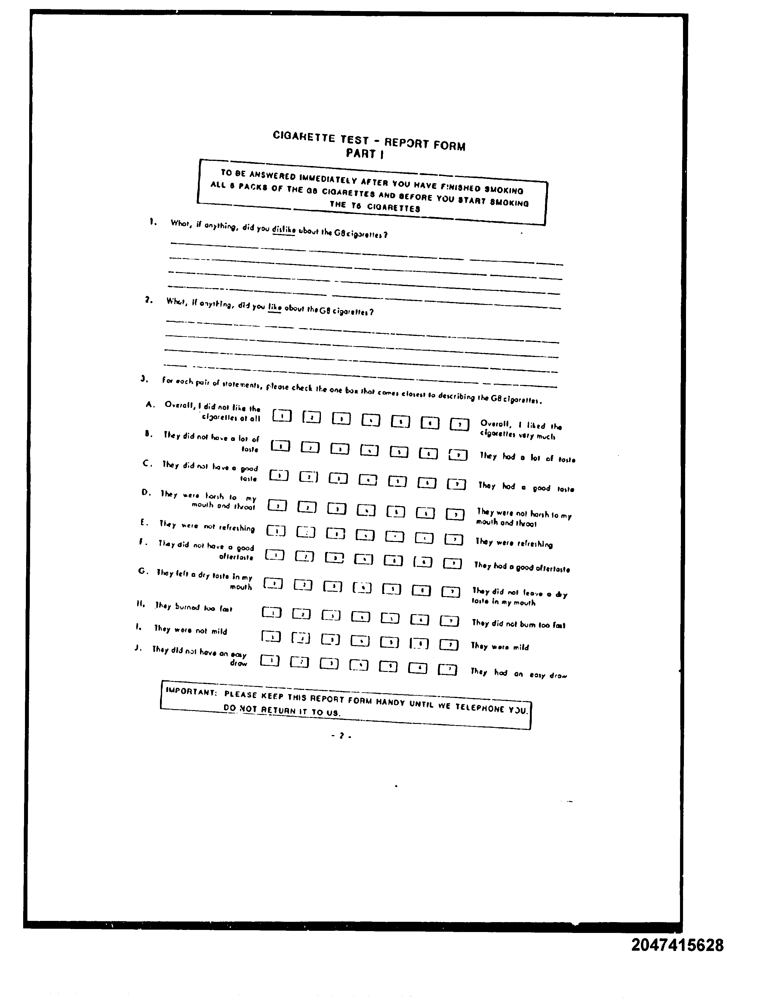 CIGARETTE TEST - REPORT FORM
PART I
TO BE ANSWERED IMMEDIATELY AFTER YOU HAVE FINISHED SMOKING
ALL 5 PACKS OF THE G8 CIGARETTES AND BEFORE YOU START SMOKING
THE T6 CIGARETTES
1. What, if anything, did you dislike about the G8 cigarettes?
2. What, if anything, did you like about the G8 cigarettes?
3. For each pair of statements, please check the one box that comes closest to describing the G8 cigarettes.
A. Overall, I did not like the 1 2 3 4 5 6 7 Overall, I liked the
cigarettes at all cigarettes very much
B. They did not have a lot of
taste 1 2 3 4 5 6 7 They had a lot of taste
C. They did not have a good
taste 1 2 3 4 5 6 7 They had a good taste
D. They were harsh to my 1 2 3 4 5 6 7 They were not harsh to my
mouth and throat mouth and throat
E. They were not refreshing 1 2 3 4 5 6 7 They were refreshing
F. They did not have a good
aftertaste 1 2 3 4 5 6 7 They had a good aftertaste
G. They left a dry taste in my 1 2 3 4 5 6 7 They did not leave a dry
mouth taste in my mouth
H. They burned too fast 1 2 3 4 5 6 7 They did not burn too fast
I. They were not mild 1 2 3 4 5 6 7 They were mild
J. They did not have an easy
draw 1 2 3 4 5 6 7 They had an easy draw
IMPORTANT: PLEASE KEEP THIS REPORT FORM HANDY UNTIL WE TELEPHONE YOU.
DO NOT RETURN IT TO US.
- 2 -
2047415628